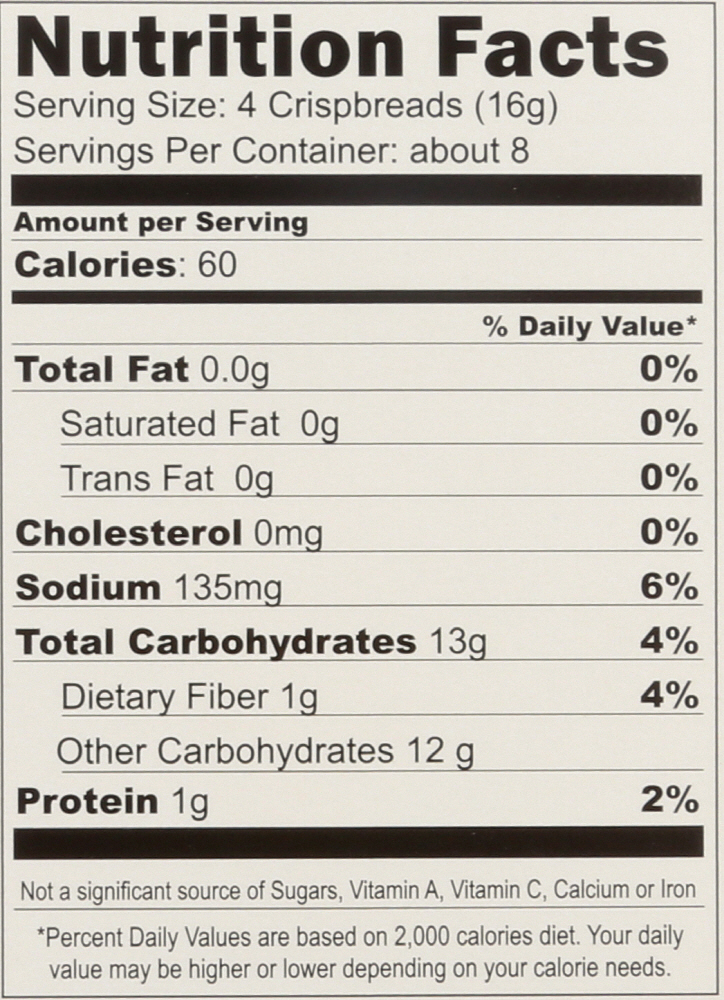 Nutrition Facts
Serving Size: 4 Crispbreads (16g)
Servings Per Container: about 8
Amount per Serving
Calories: 60
% Daily Value*
Total Fat 0.0g 0%
Saturated Fat 0g 0%
Trans Fat 0g 0%
Cholesterol 0mg 0%
Sodium 135mg 6%
Total Carbohydrates 13g 4%
Dietary Fiber 1g 4%
Other Carbohydrates 12 g
Protein 1g 2%
Not a significant source of Sugars, Vitamin A, Vitamin C, Calcium or Iron
*Percent Daily Values are based on 2,000 calories diet. Your daily
value may be higher or lower depending on your calorie needs.